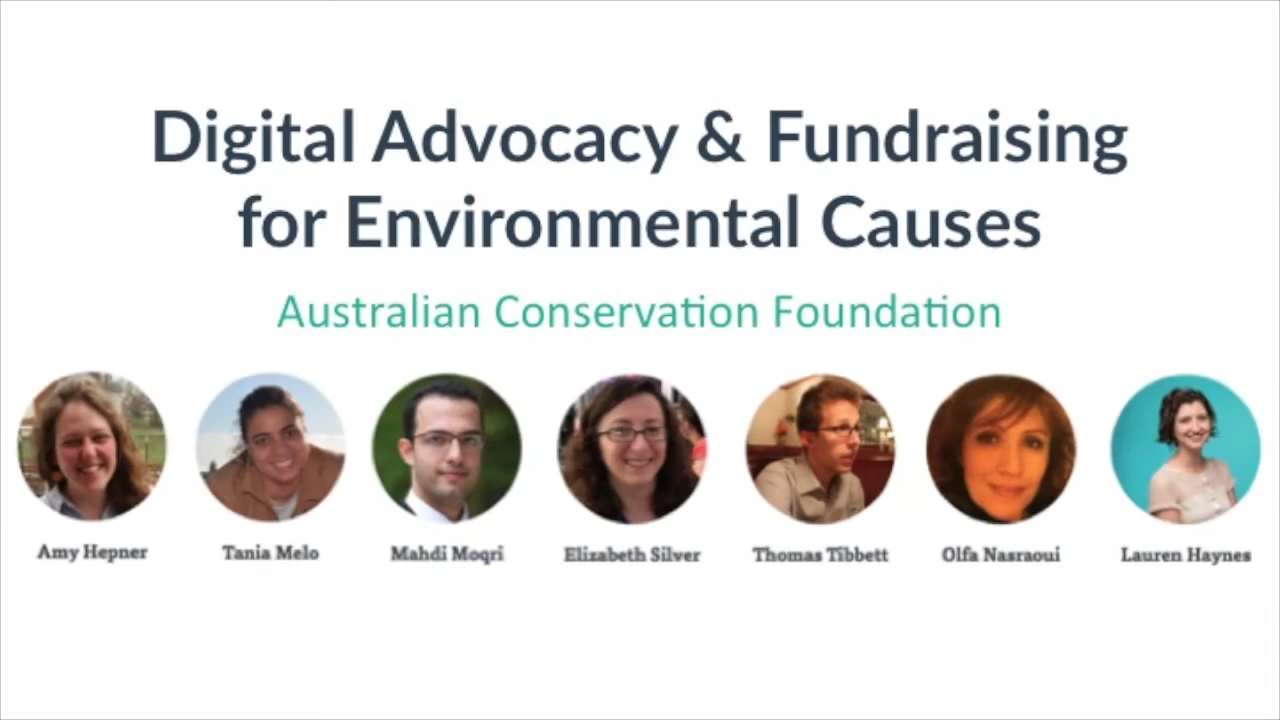 Digital Advocacy & Fundraising
for Environmental Causes
Australian Conservation Foundation
Amy Hepner
Tania Melo
Mahdi Moqri
Elizabeth Silver
Thomas Tibbett
Olfa Nasraoui
Lauren Haynes